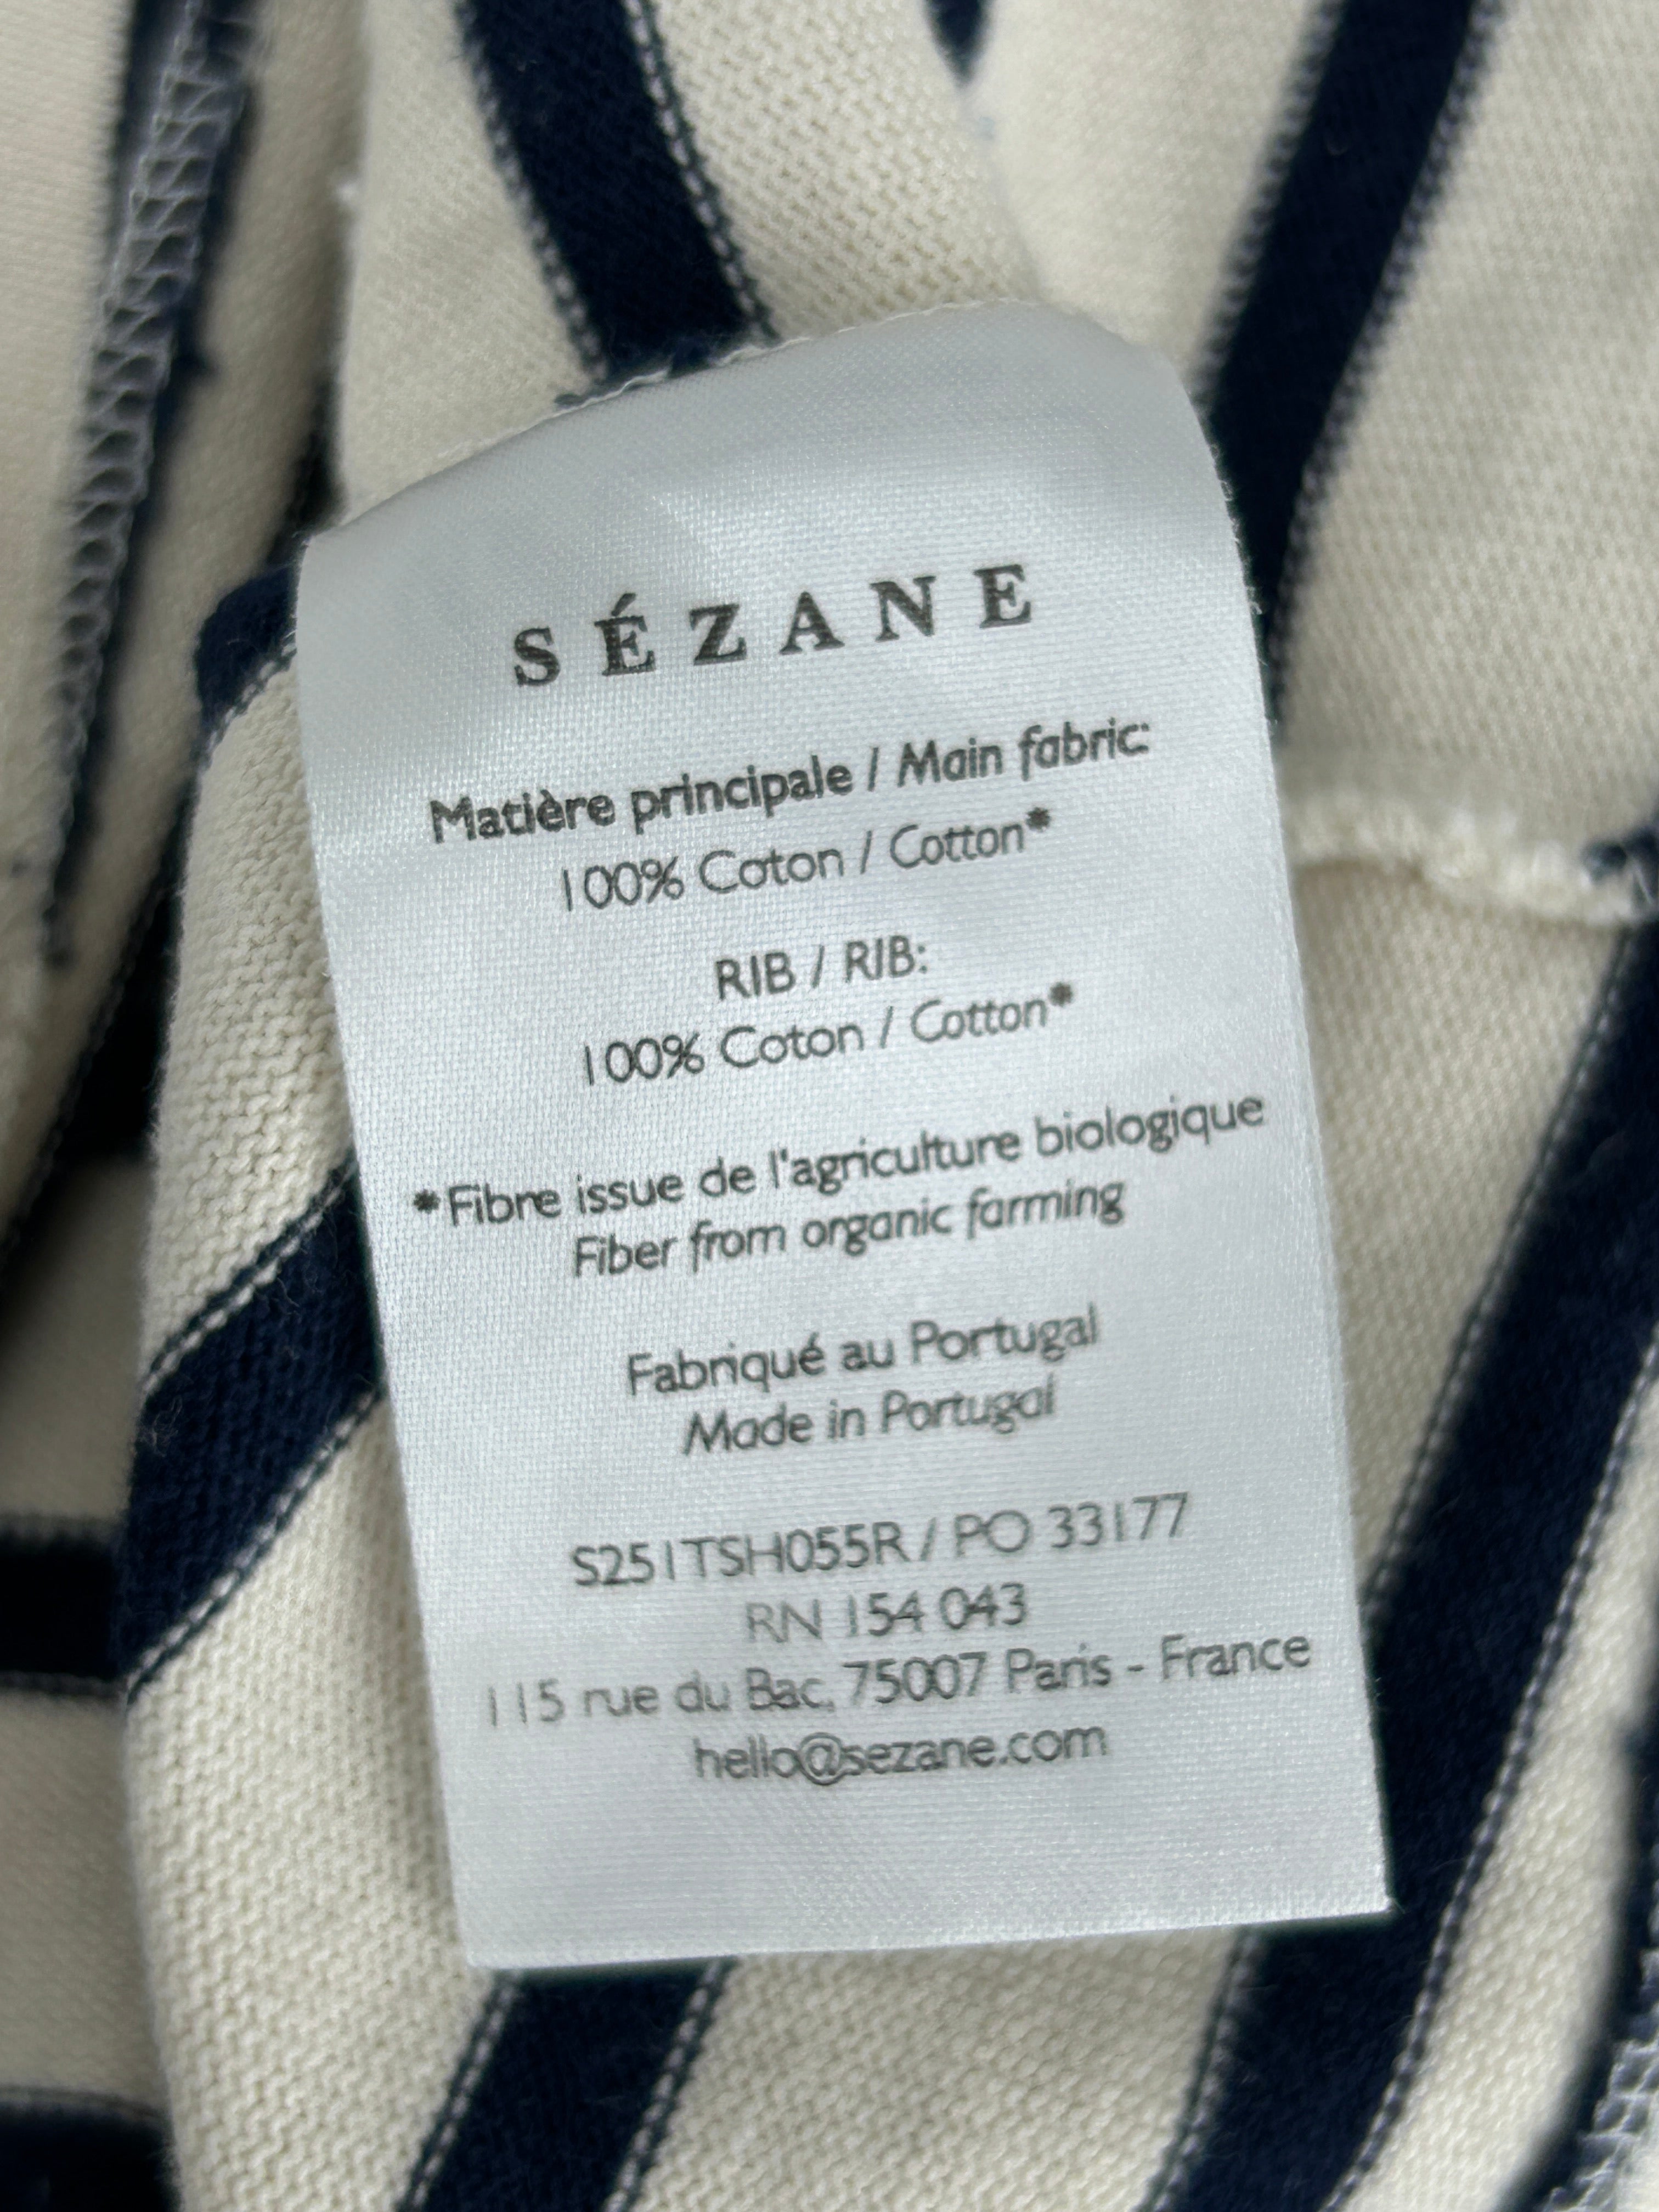 SÉZANE
Matière principale / Main fabric:
100% Coton / Cotton*
RIB / RIB:
100% Coton / Cotton*
*Fibre issue de l'agriculture biologique
Fiber from organic farming
Fabriqué au Portugal
Made in Portugal
S251TSH055R / PO 33177
RN 154 043
115 rue du Bac, 75007 Paris - France
hello@sezane.com